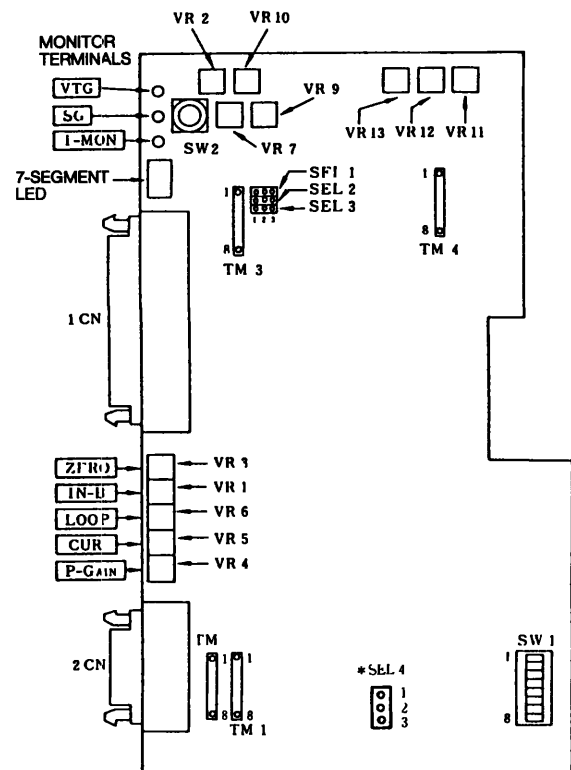 VR 2
VR 10
MONITOR
TERMINALS
VTG
SG
I-MON
SW2
VR 9
VR 7
VR 13
VR 12
VR 11
7-SEGMENT
LED
SFI 1
SEL 2
SEL 3
1
8
1 2 3
TM 3
1
8
TM 4
1 CN
ZERO
VR 3
IN-B
VR 1
LOOP
VR 6
CUR
VR 5
P-GAIN
VR 4
2 CN
TM
1
8
1
8
TM 1
*SEL 4
1
2
3
SW 1
1
8